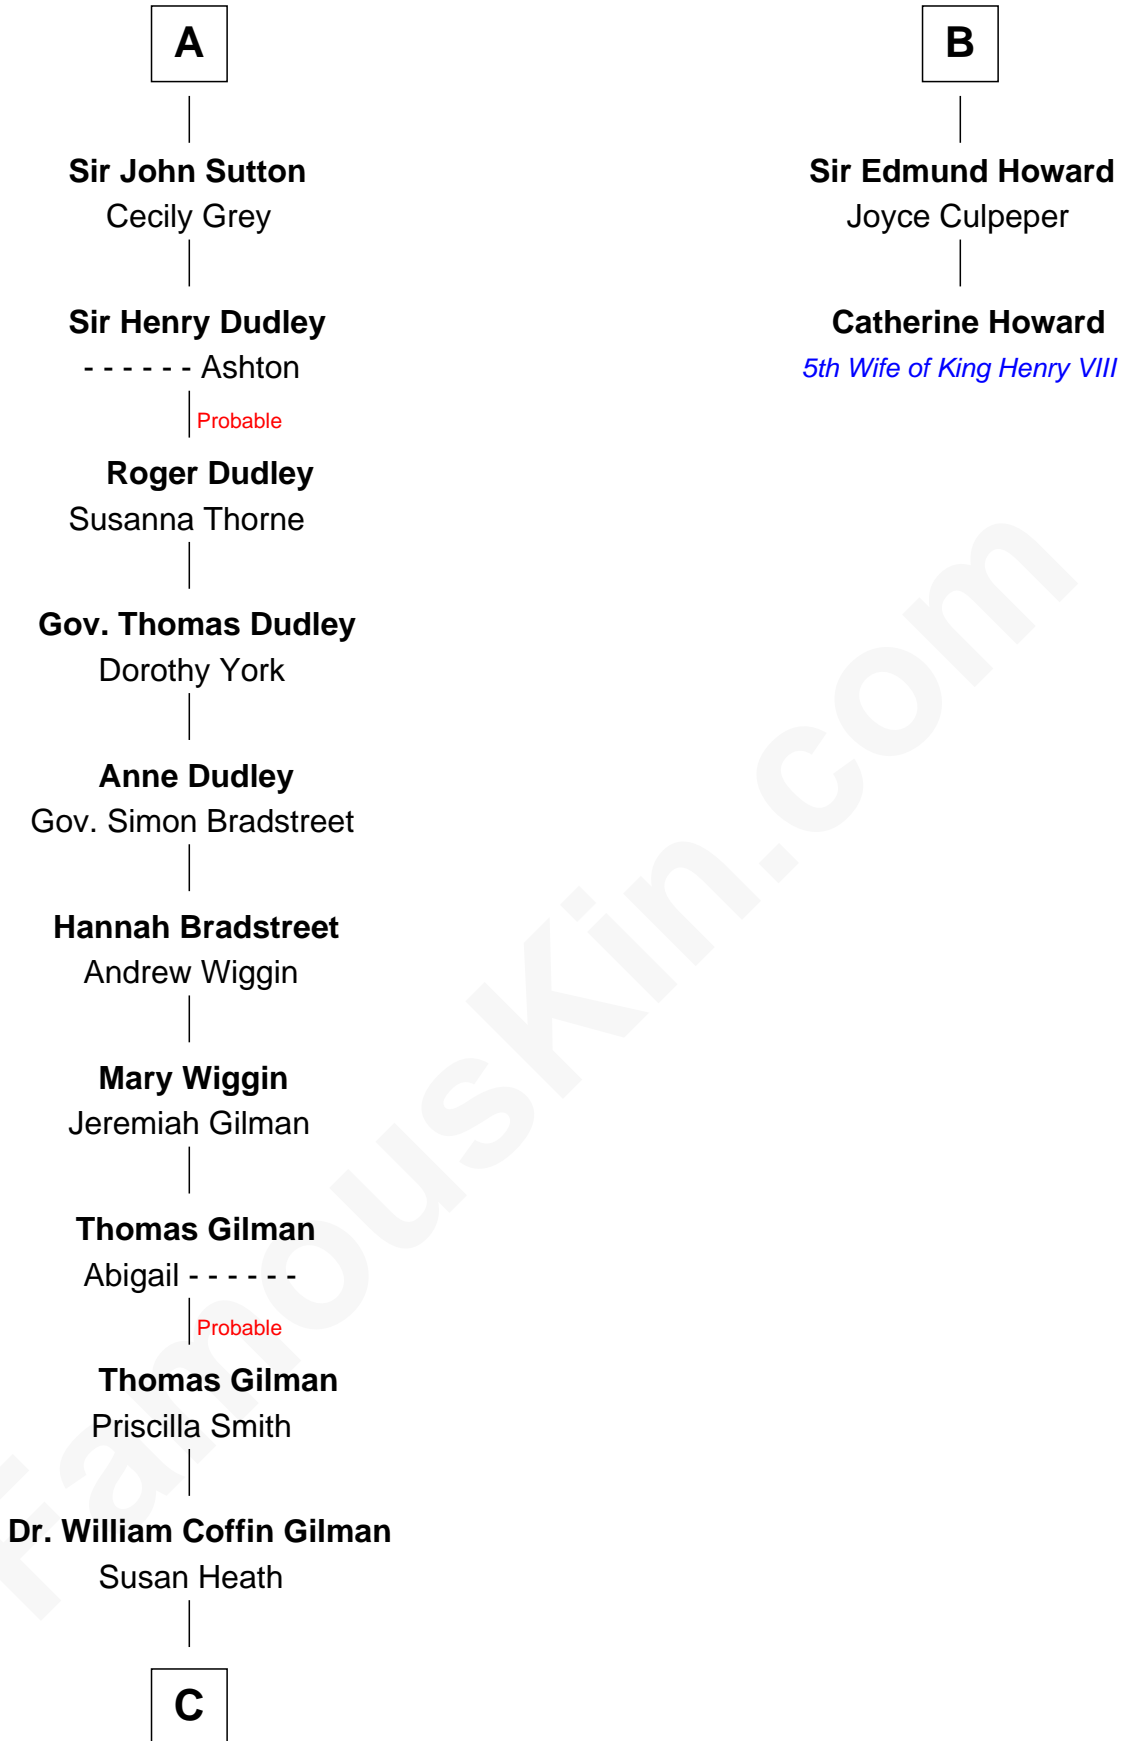 A
Sir John Sutton
Cecily Grey
Sir Henry Dudley
- - - - - - Ashton
Probable
Roger Dudley
Susanna Thorne
Gov. Thomas Dudley
Dorothy York
Anne Dudley
Gov. Simon Bradstreet
Hannah Bradstreet
Andrew Wiggin
Mary Wiggin
Jeremiah Gilman
Thomas Gilman
Abigail - - - - - -
Probable
Thomas Gilman
Priscilla Smith
Dr. William Coffin Gilman
Susan Heath
C
B
Sir Edmund Howard
Joyce Culpeper
Catherine Howard
5th Wife of King Henry VIII
FamousKin.com